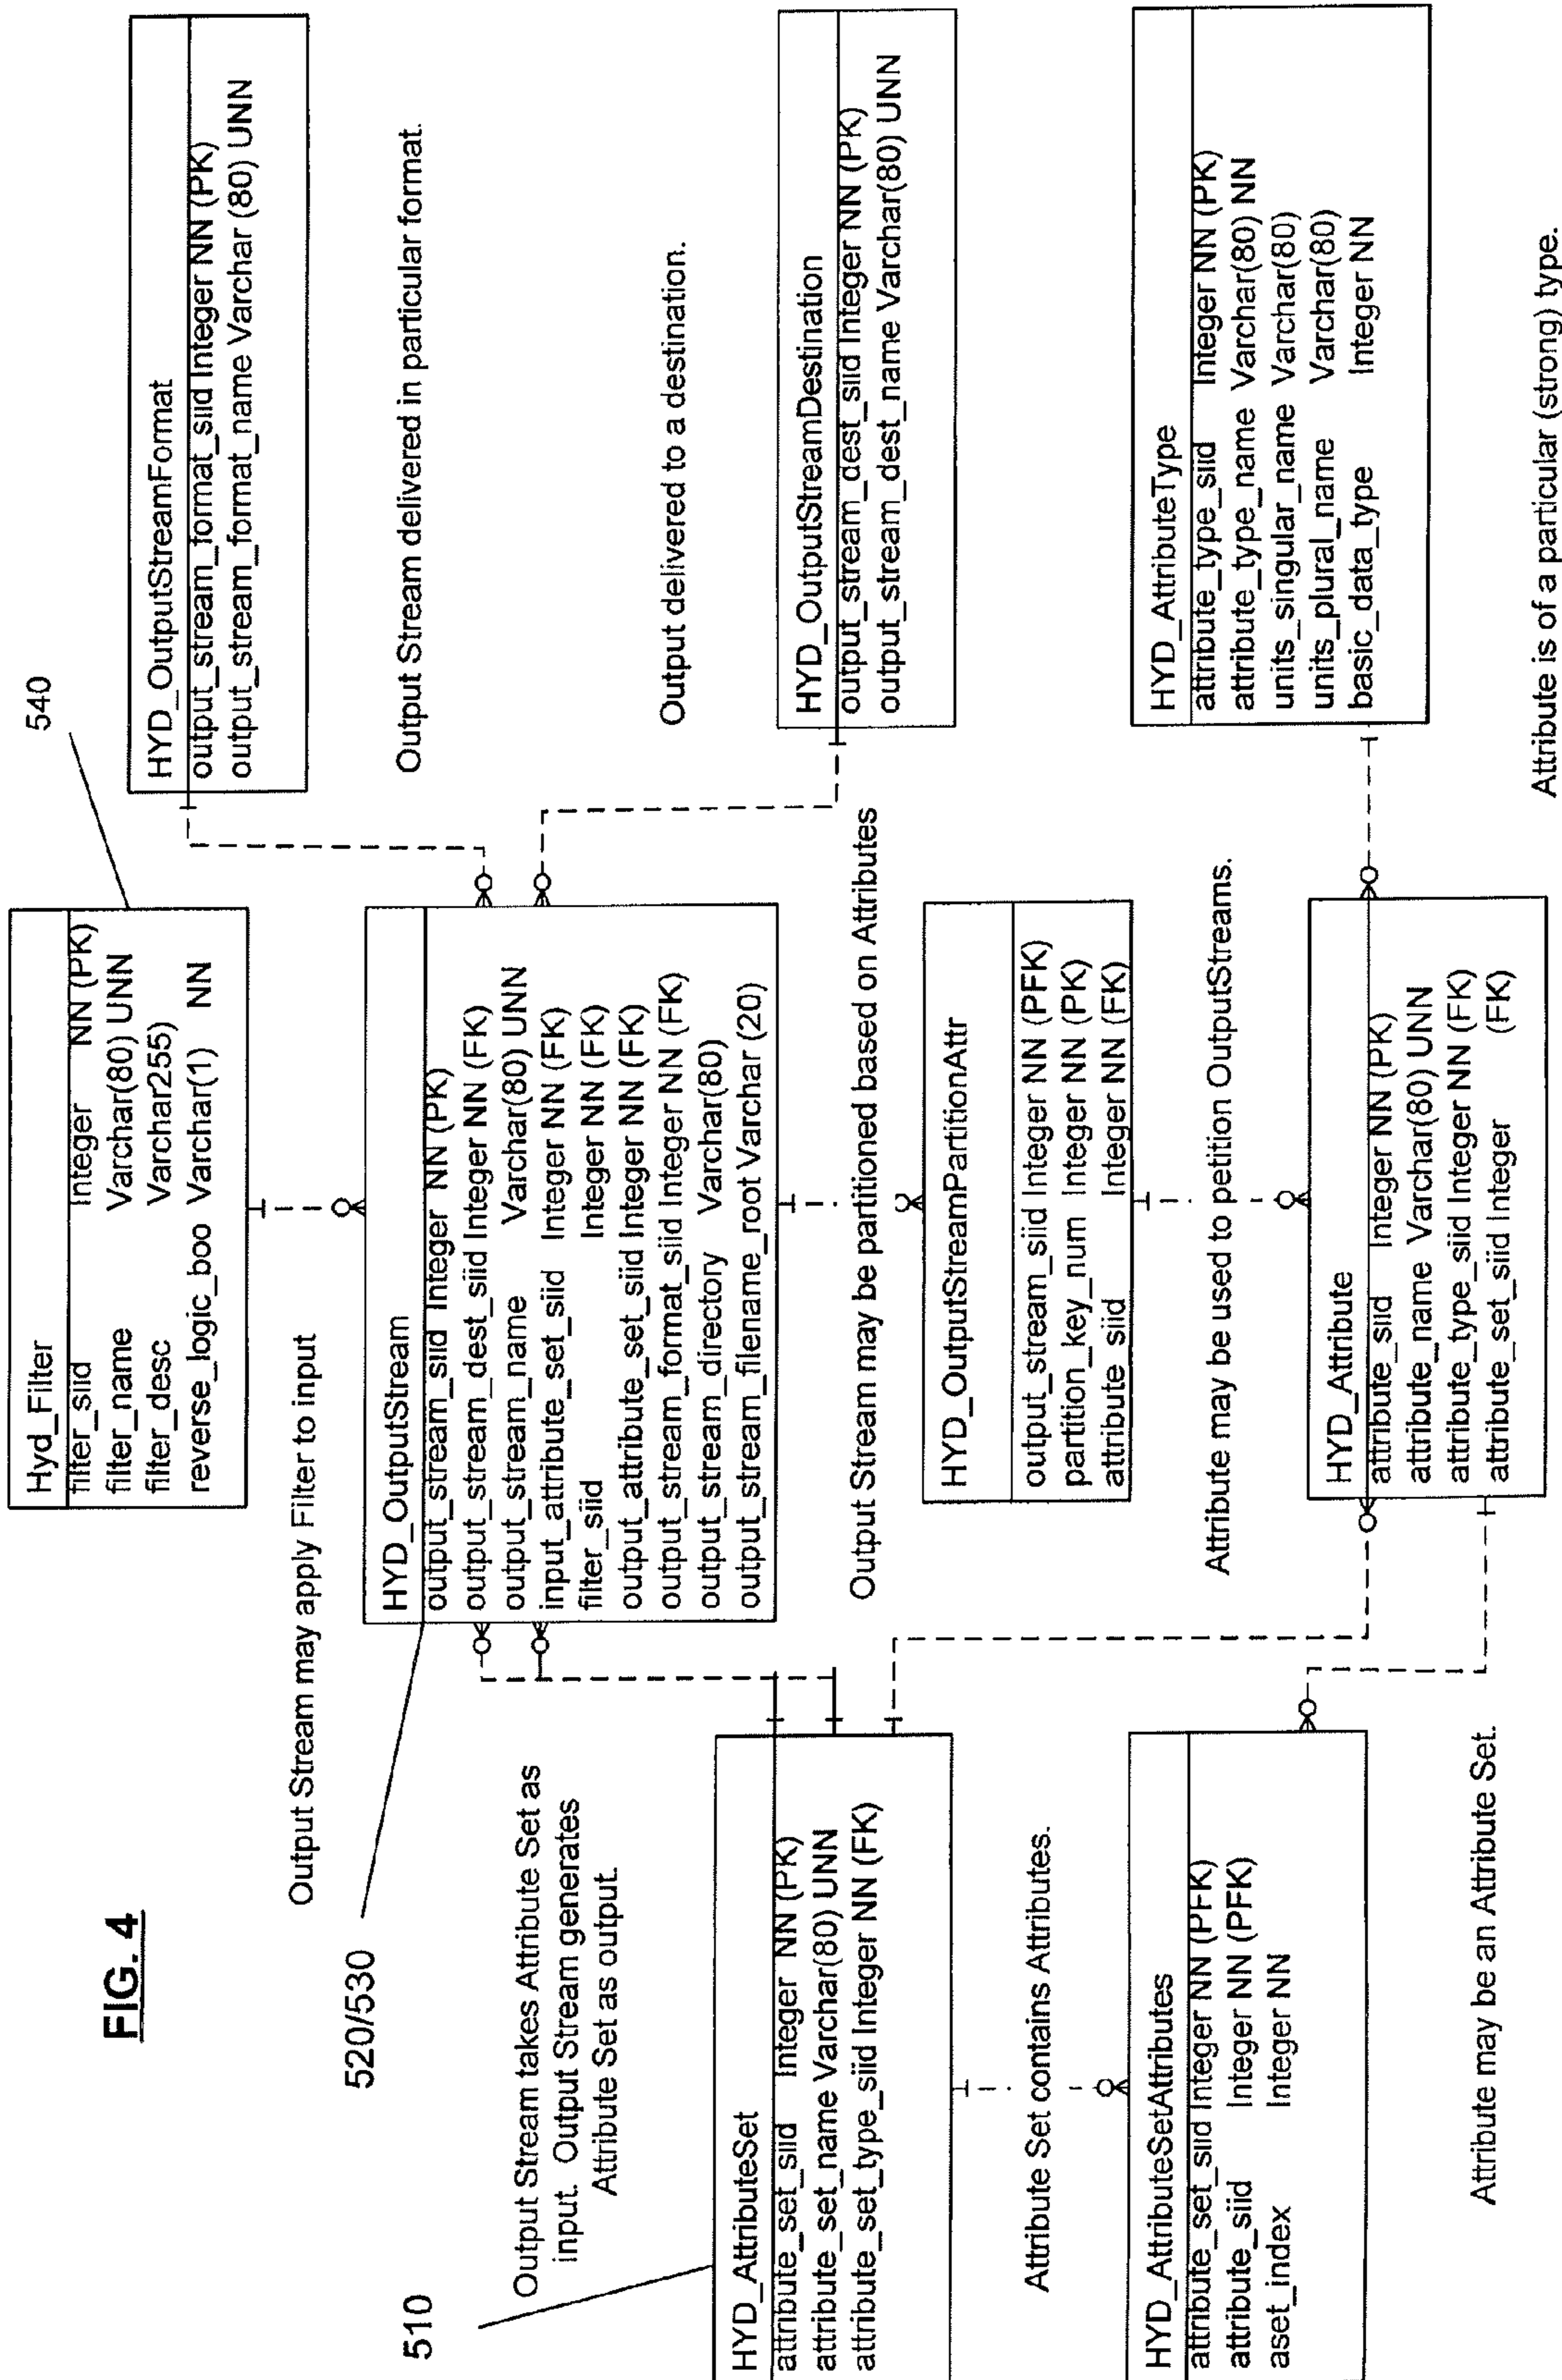 FIG. 4
540
Hyd_Filter
filter_siid Integer NN (PK)
filter_name Varchar(80) UNN
filter_desc Varchar255)
reverse_logic_boo Varchar(1) NN
HYD_OutputStreamFormat
output_stream_format_siid Integer NN (PK)
output_stream_format_name Varchar (80) UNN
Output Stream may apply Filter to input
Output Stream delivered in particular format.
520/530
HYD_OutputStream
output_stream_siid Integer NN (PK)
output_stream_dest_siid Integer NN (FK)
output_stream_name Varchar(80) UNN
input_attribute_set_siid Integer NN (FK)
filter_siid Integer NN (FK)
output_attribute_set_siid Integer NN (FK)
output_stream_format_siid Integer NN (FK)
output_stream_directory Varchar(80)
output_stream_filename_root Varchar (20)
510
Output Stream takes Attribute Set as
input. Output Stream generates
Attribute Set as output.
Output delivered to a destination.
HYD_AttributeSet
attribute_set_siid Integer NN (PK)
attribute_set_name Varchar(80) UNN
attribute_set_type_siid Integer NN (FK)
HYD_OutputStreamDestination
output_stream_dest_siid Integer NN (PK)
output_stream_dest_name Varchar(80) UNN
Output Stream may be partitioned based on Attributes
HYD_OutputStreamPartitionAttr
output_stream_siid Integer NN (PFK)
partition_key_num Integer NN (PK)
attribute siid Integer NN (FK)
Attribute Set contains Attributes.
Attribute may be used to petition OutputStreams.
HYD_AttributeSetAttributes
attribute_set_siid Integer NN (PFK)
attribute_siid Integer NN (PFK)
aset_index Integer NN
HYD_Attribute
attribute_siid Integer NN (PK)
attribute_name Varchar(80) UNN
attribute_type_siid Integer NN (FK)
attribute_set_siid Integer (FK)
HYD_AttributeType
attribute_type_siid Integer NN (PK)
attribute_type_name Varchar(80) NN
units_singular_name Varchar(80)
units_plural_name Varchar(80)
basic_data_type Integer NN
Attribute may be an Attribute Set.
Attribute is of a particular (strong) type.